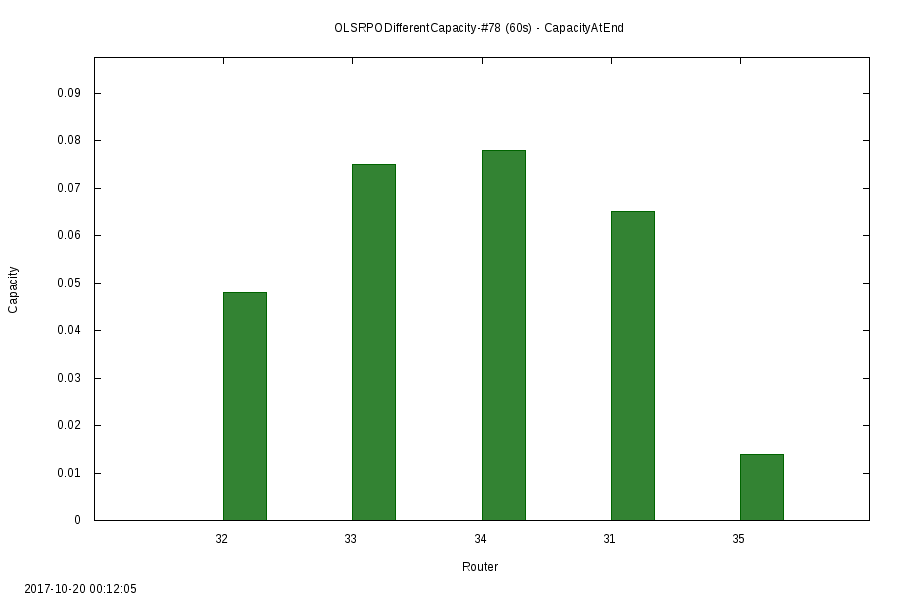 OLSRPODifferentCapacity-#78 (60s) - CapacityAtEnd
0.09
0.08
0.07
0.06
0.05
0.04
0.03
0.02
0.01
0
Capacity
32 33 34 31 35
Router
2017-10-20 00:12:05